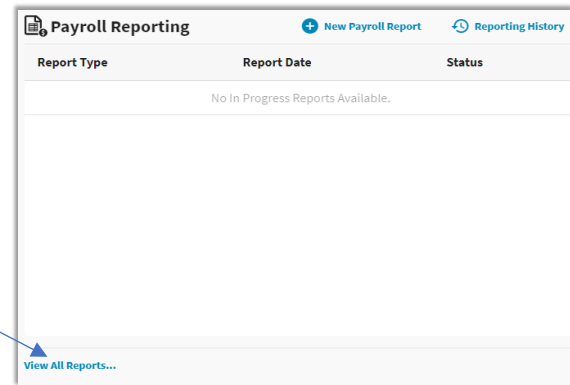 Payroll Reporting New Payroll Report Reporting History
Report Type Report Date Status
No In Progress Reports Available.
View All Reports...